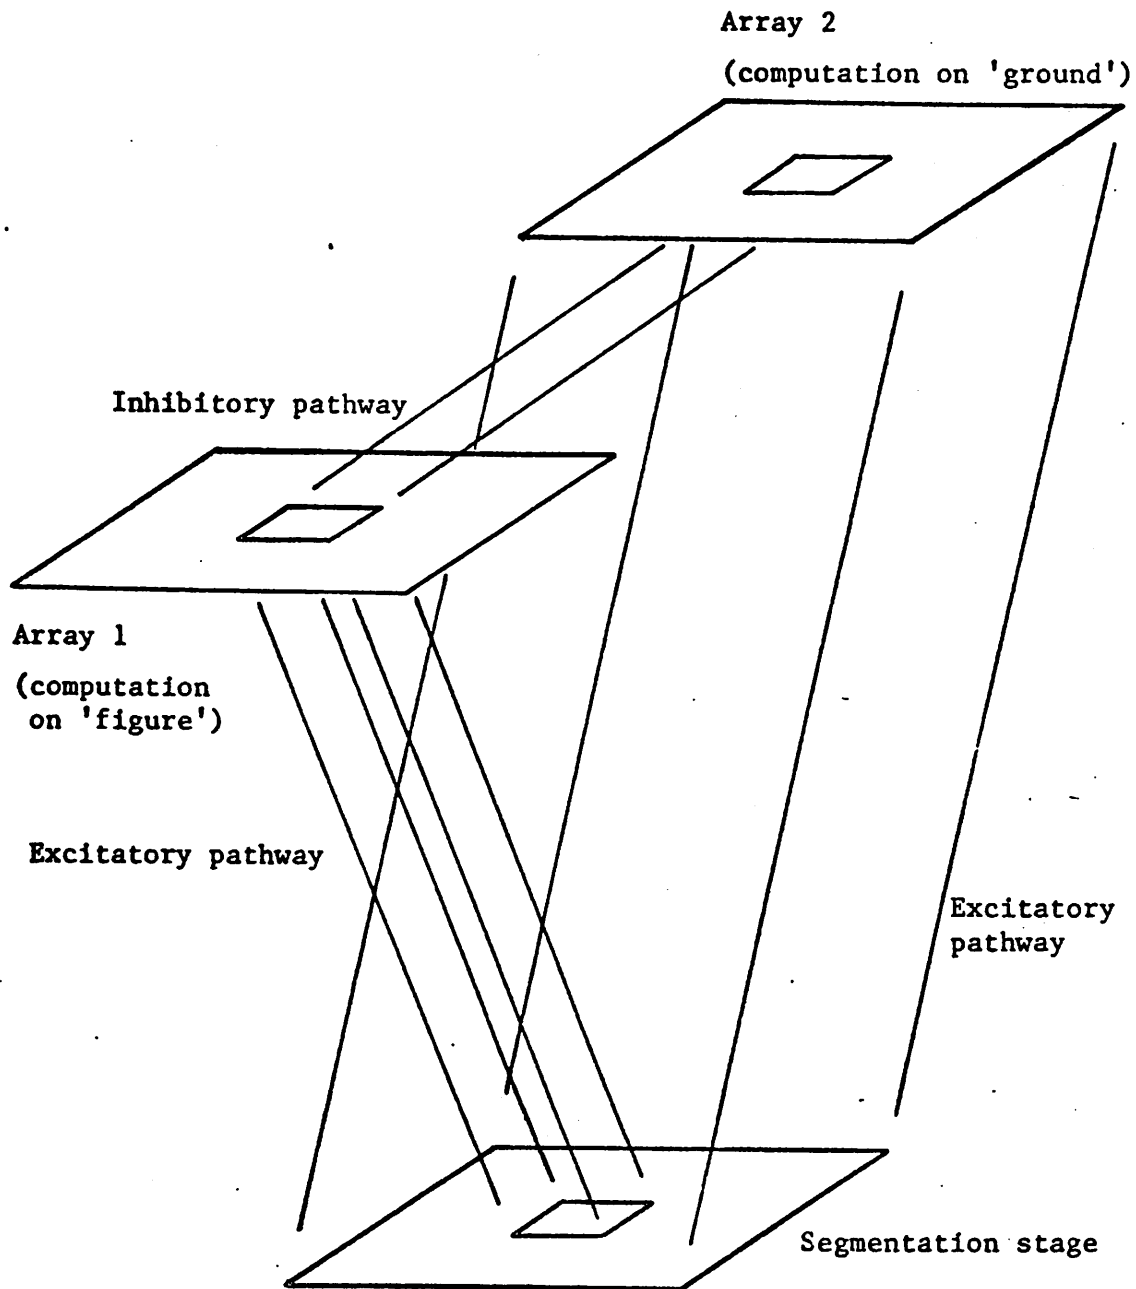 Array 2
(computation on 'ground')
Inhibitory pathway
Array 1
(computation
on 'figure')
Excitatory pathway
Excitatory
pathway
Segmentation stage